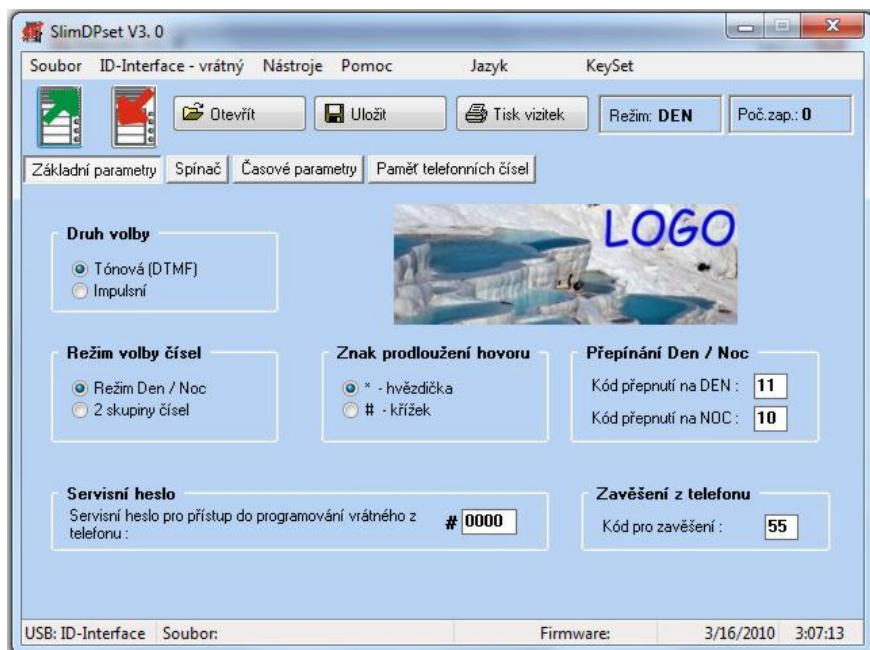 SlimDPset V3. 0
Soubor ID-Interface - vrátný Nástroje Pomoc Jazyk KeySet
Otevřít Uložit Tisk vizitek Režim: DEN Poč.zap.: 0
Základní parametry Spínač Časové parametry Paměť telefonních čísel
LOGO
Druh volby
Tónová (DTMF)
Impulsní
Režim volby čísel
Režim Den / Noc
2 skupiny čísel
Znak prodloužení hovoru
* - hvězdička
# - křížek
Přepínání Den / Noc
Kód přepnutí na DEN : 11
Kód přepnutí na NOC : 10
Servisní heslo
Servisní heslo pro přístup do programování vrátného z
telefonu :
# 0000
Zavěšení z telefonu
Kód pro zavěšení : 55
USB: ID-Interface Soubor: Firmware: 3/16/2010 3:07:13